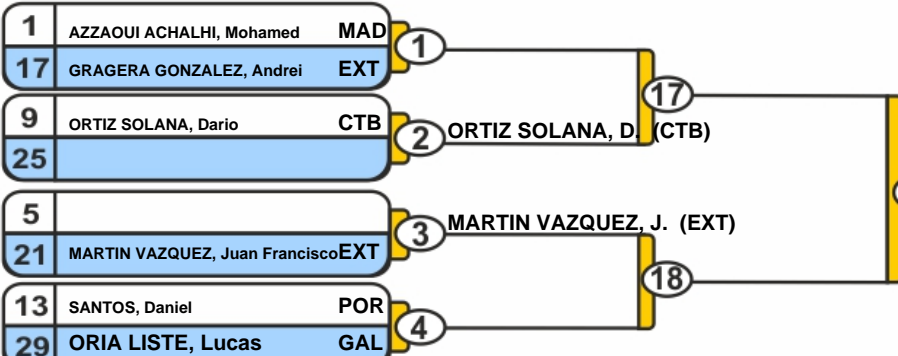 1 AZZAOUI ACHALHI, Mohamed MAD
1
17 GRAGERA GONZALEZ, Andrei EXT
17
9 ORTIZ SOLANA, Dario CTB
2 ORTIZ SOLANA, D. (CTB)
25
5
3 MARTIN VAZQUEZ, J. (EXT)
21 MARTIN VAZQUEZ, Juan Francisco EXT
18
13 SANTOS, Daniel POR
4
29 ORIA LISTE, Lucas GAL